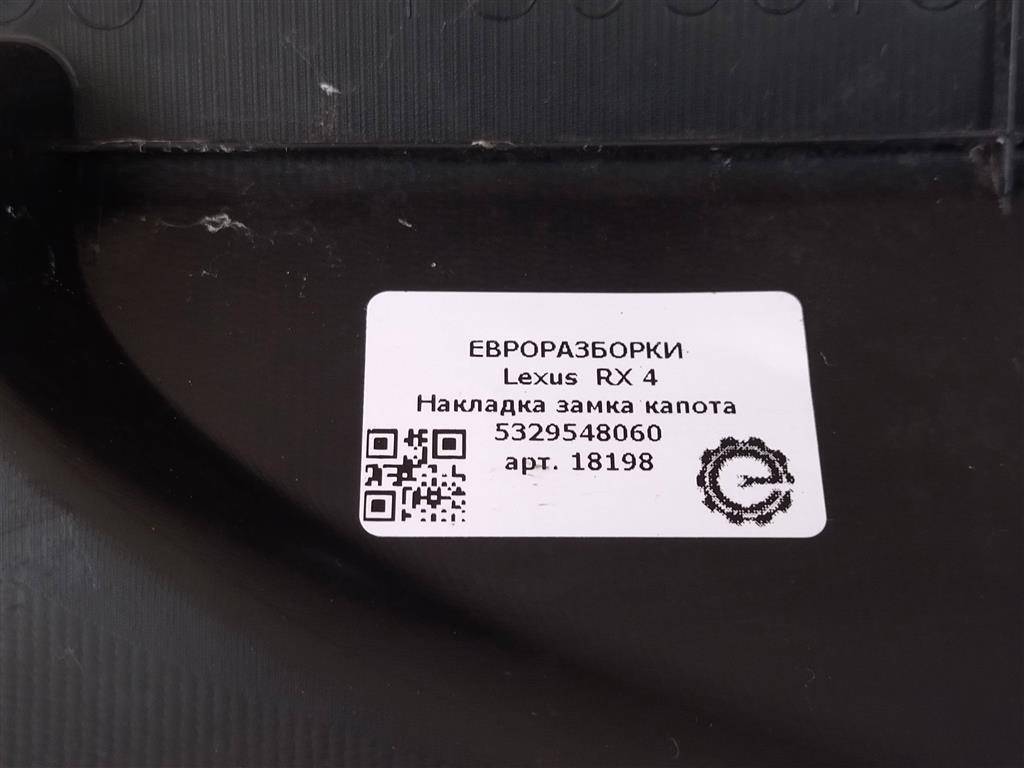 ЕВРОРАЗБОРКИ
Lexus RX 4
Накладка замка капота
5329548060
арт. 18198